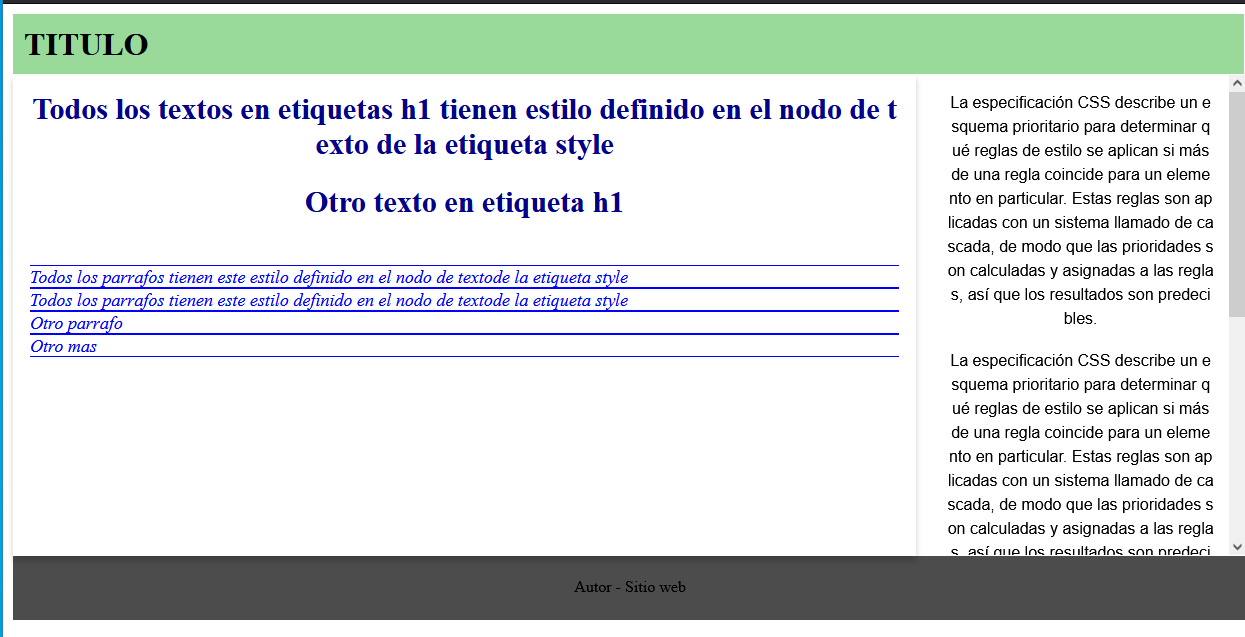 TITULO
Todos los textos en etiquetas h1 tienen estilo definido en el nodo de t
exto de la etiqueta style
Otro texto en etiqueta h1
Todos los parrafos tienen este estilo definido en el nodo de textode la etiqueta style
Todos los parrafos tienen este estilo definido en el nodo de textode la etiqueta style
Otro parrafo
Otro mas
La especificación CSS describe un e
squema prioritario para determinar q
ué reglas de estilo se aplican si más
de una regla coincide para un eleme
nto en particular. Estas reglas son ap
licadas con un sistema llamado de ca
scada, de modo que las prioridades s
on calculadas y asignadas a las regla
s, así que los resultados son predeci
bles.
La especificación CSS describe un e
squema prioritario para determinar q
ué reglas de estilo se aplican si más
de una regla coincide para un eleme
nto en particular. Estas reglas son ap
licadas con un sistema llamado de ca
scada, de modo que las prioridades s
on calculadas y asignadas a las regla
s, así que los resultados son predeci
Autor - Sitio web